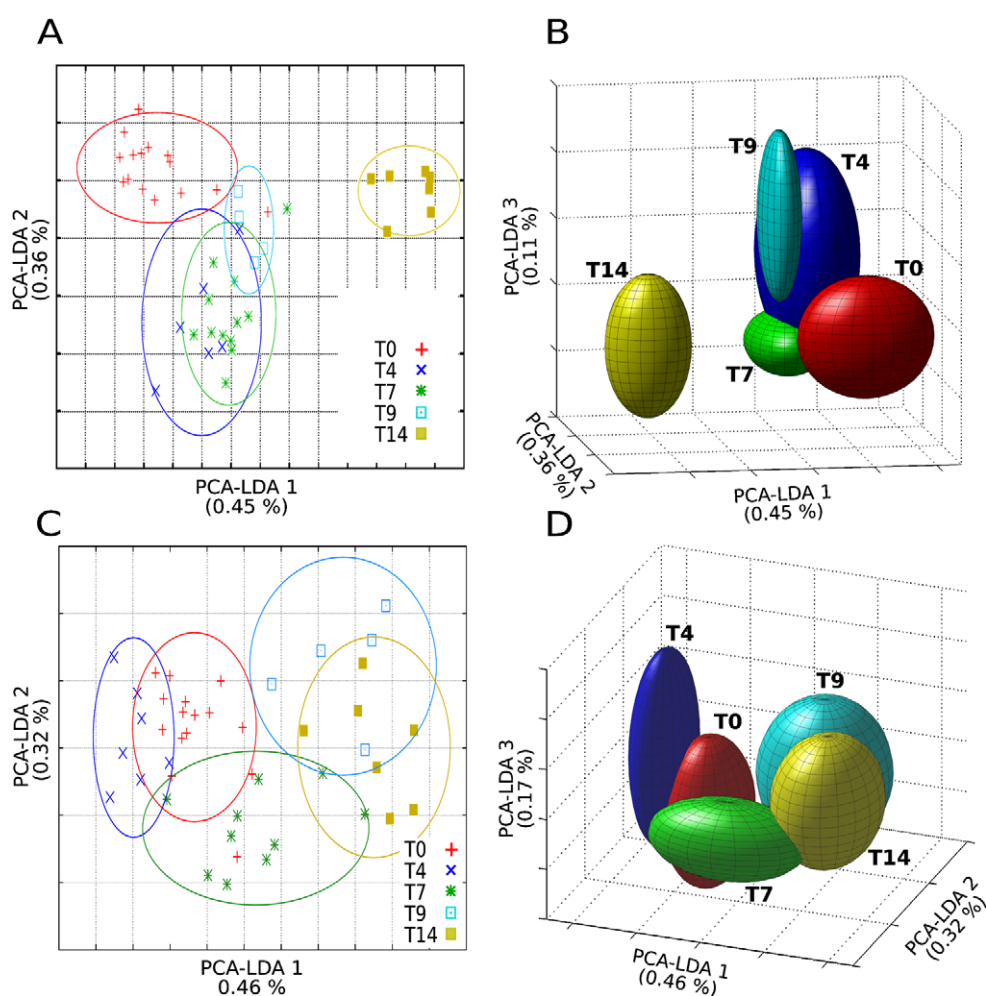 A
PCA-LDA 2
(0.36 %)
T0
T4
T7
T9
T14
PCA-LDA 1
(0.45 %)
B
PCA-LDA 3
(0.11 %)
T9
T4
T14
T0
T7
PCA-LDA 2
(0.36 %)
PCA-LDA 1
(0.45 %)
C
PCA-LDA 2
(0.32 %)
T0
T4
T7
T9
T14
PCA-LDA 1
0.46 %)
D
PCA-LDA 3
(0.17 %)
T4
T9
T0
T14
T7
PCA-LDA 2
(0.32 %)
PCA-LDA 1
(0.46 %)